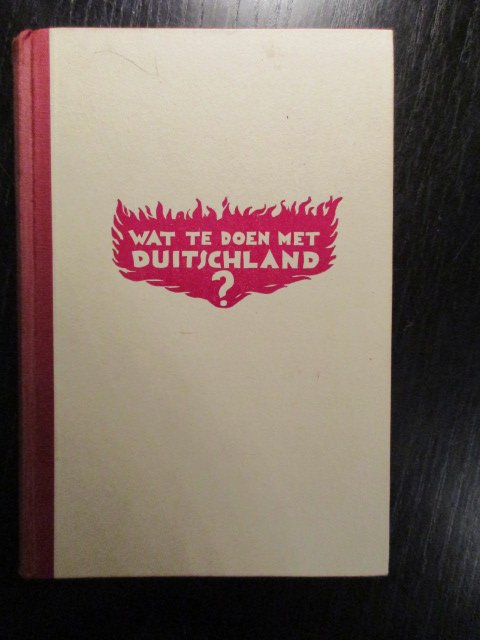 WAT TE DOEN MET
DUITSCHLAND
?